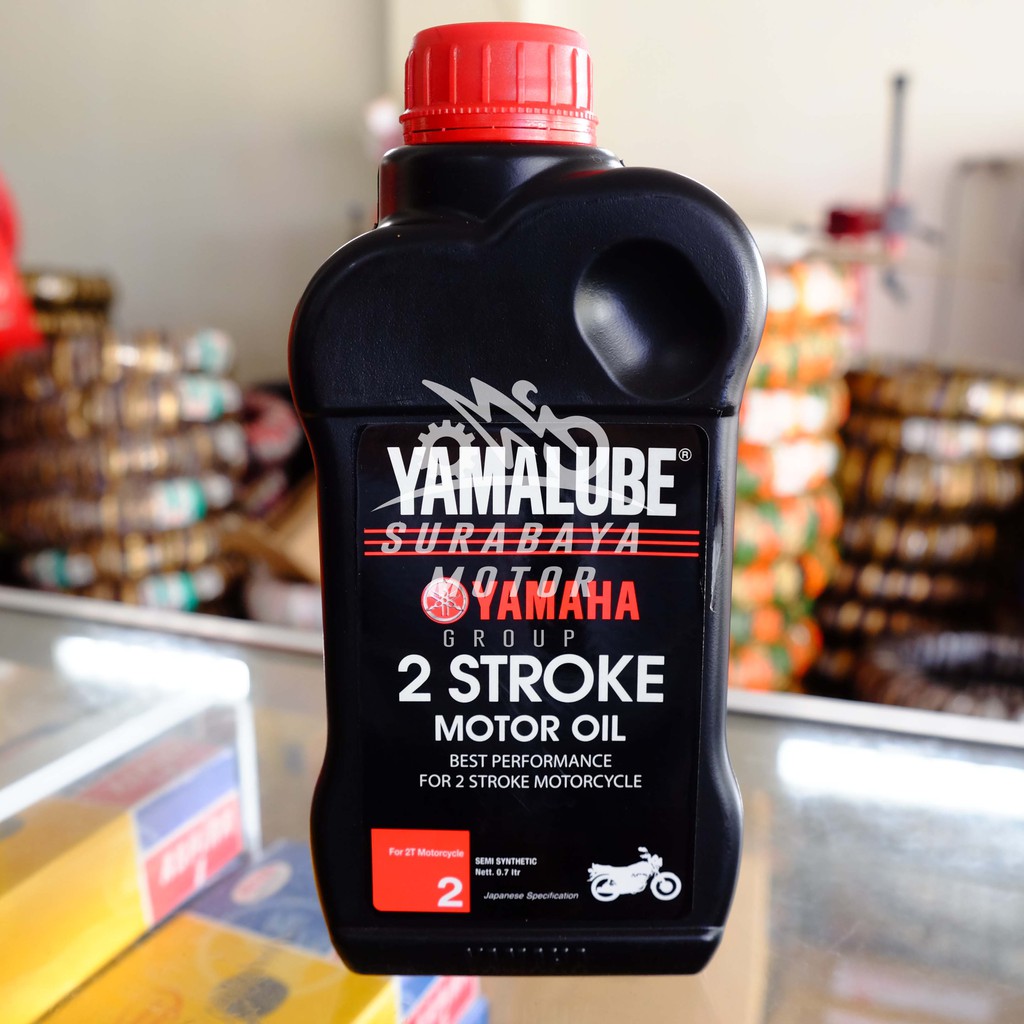 YAMALUBE®
SURABAYA
MOTOR
YAMAHA
GROUP
2 STROKE
MOTOR OIL
BEST PERFORMANCE
FOR 2 STROKE MOTORCYCLE
For 2T Motorcycle
2
SEMI SYNTHETIC
Nett. 0.7 ltr
Japanese Specification